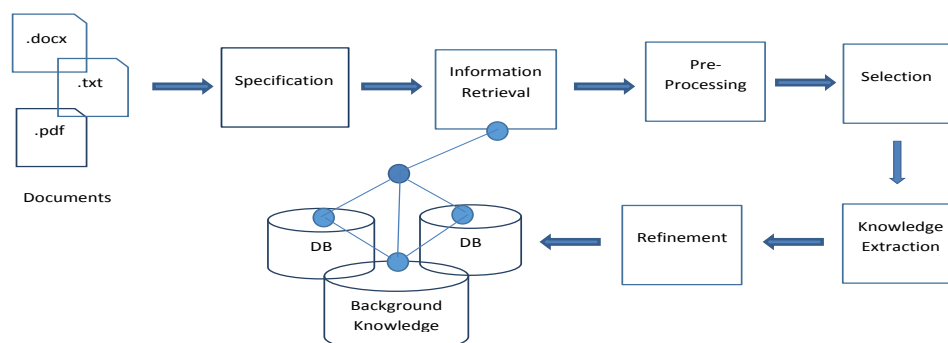 .docx
.txt
.pdf
Documents
Specification
Information
Retrieval
Pre-
Processing
Selection
Knowledge
Extraction
Refinement
DB
DB
Background
Knowledge